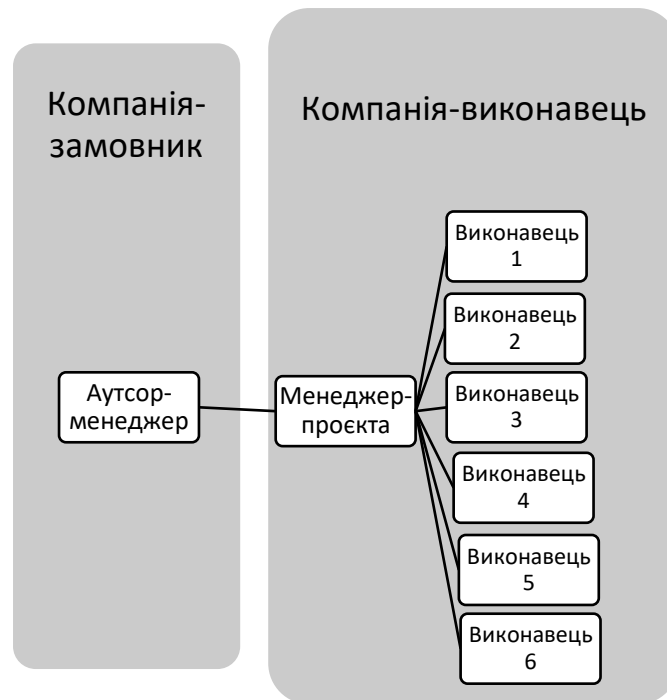 Компанія-
замовник
Компанія-виконавець
Аутсор-
менеджер
Менеджер-
проєкта
Виконавець
1
Виконавець
2
Виконавець
3
Виконавець
4
Виконавець
5
Виконавець
6